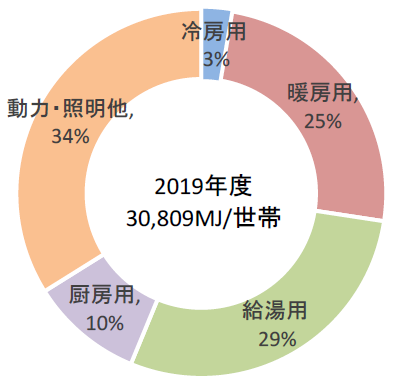 冷房用
3%
暖房用,
25%
動力・照明他,
34%
2019年度
30,809MJ/世帯
厨房用,
10%
給湯用
29%